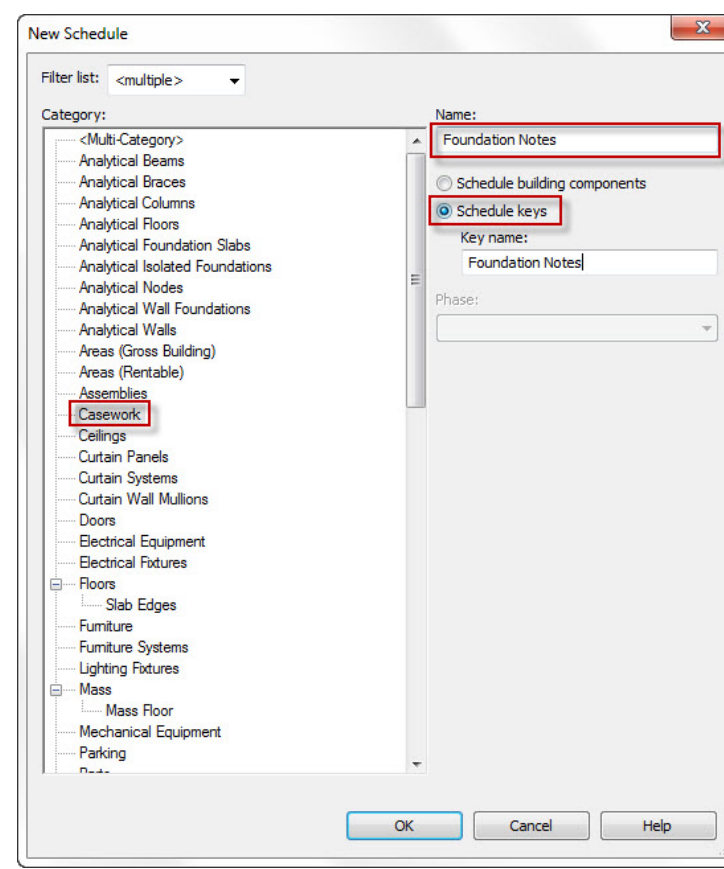 New Schedule
Filter list: <multiple>
Category:
<Multi-Category>
Analytical Beams
Analytical Braces
Analytical Columns
Analytical Floors
Analytical Foundation Slabs
Analytical Isolated Foundations
Analytical Nodes
Analytical Wall Foundations
Analytical Walls
Areas (Gross Building)
Areas (Rentable)
Assemblies
Casework
Ceilings
Curtain Panels
Curtain Systems
Curtain Wall Mullions
Doors
Electrical Equipment
Electrical Fixtures
Floors
Slab Edges
Furniture
Furniture Systems
Lighting Fixtures
Mass
Mass Floor
Mechanical Equipment
Parking
Name:
Foundation Notes
Schedule building components
Schedule keys
Key name:
Foundation Notes
Phase:
OK Cancel Help